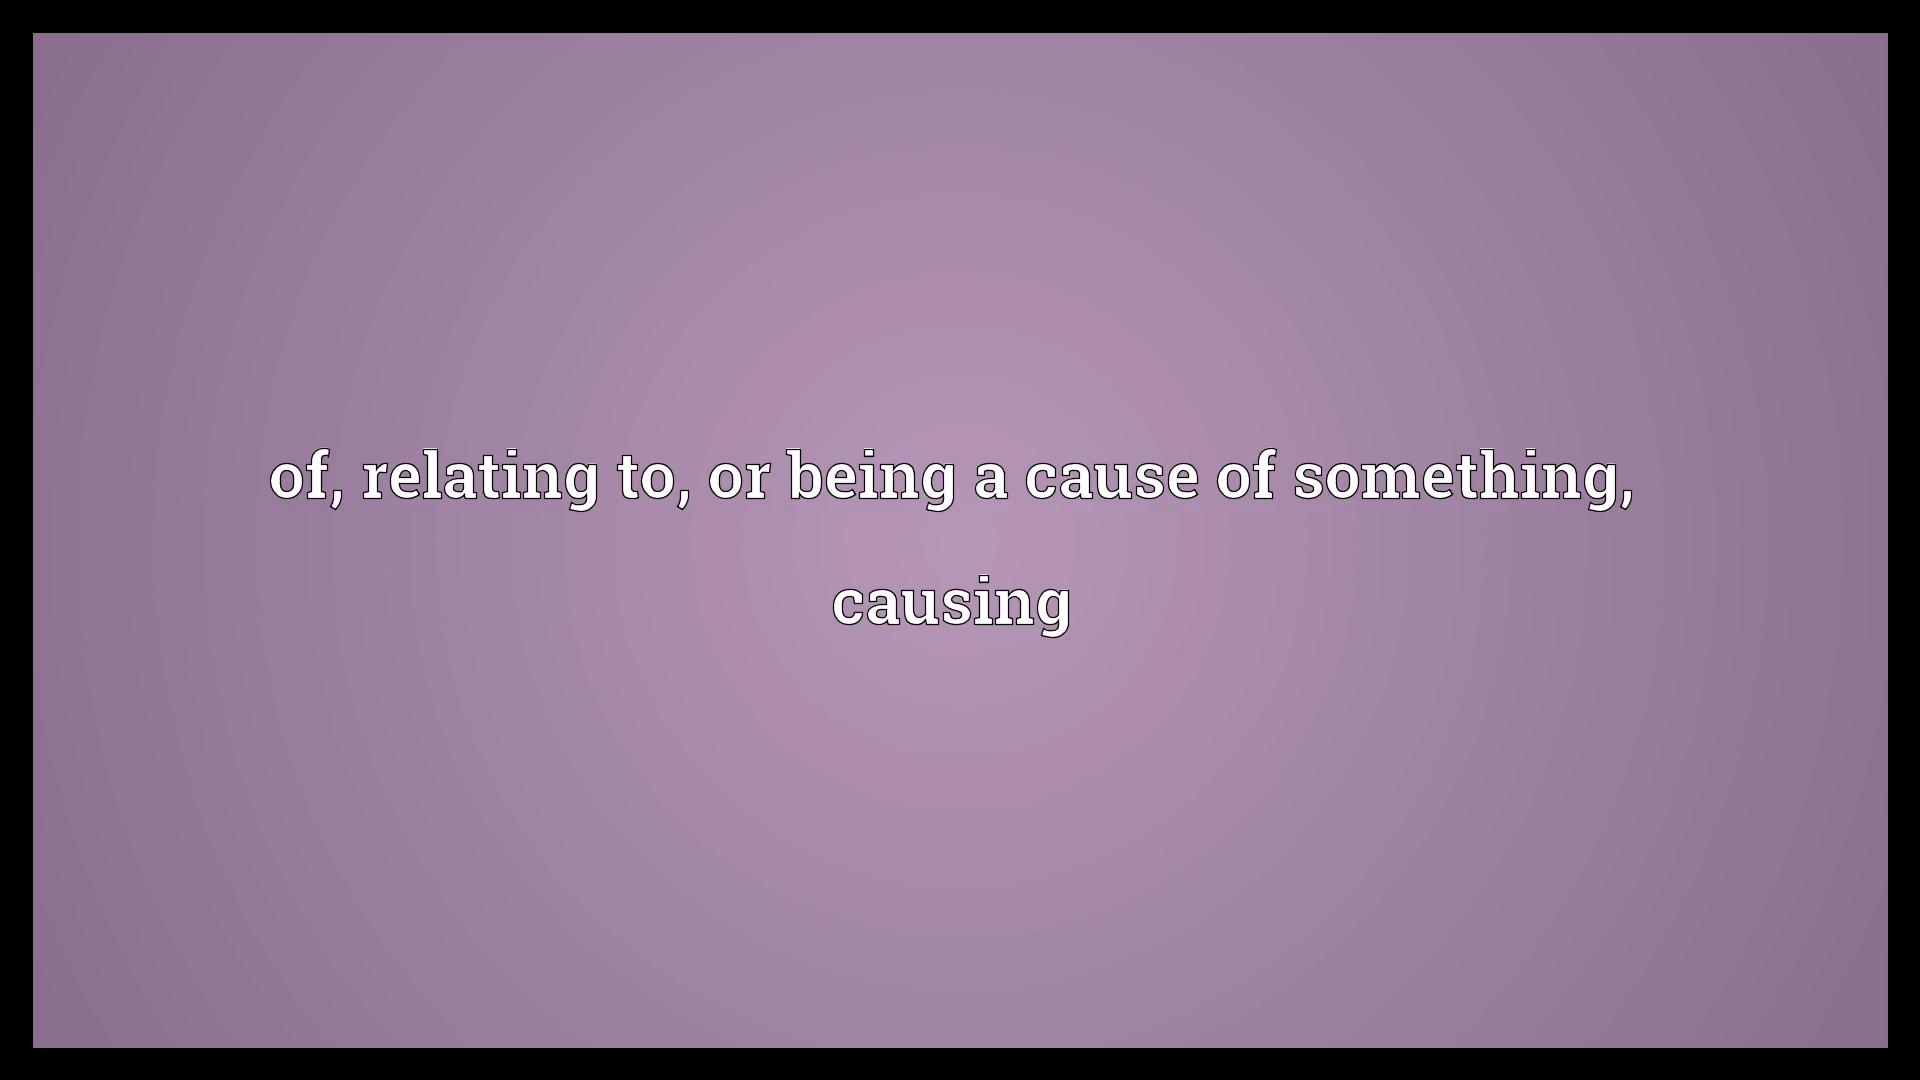 of, relating to, or being a cause of something,
causing